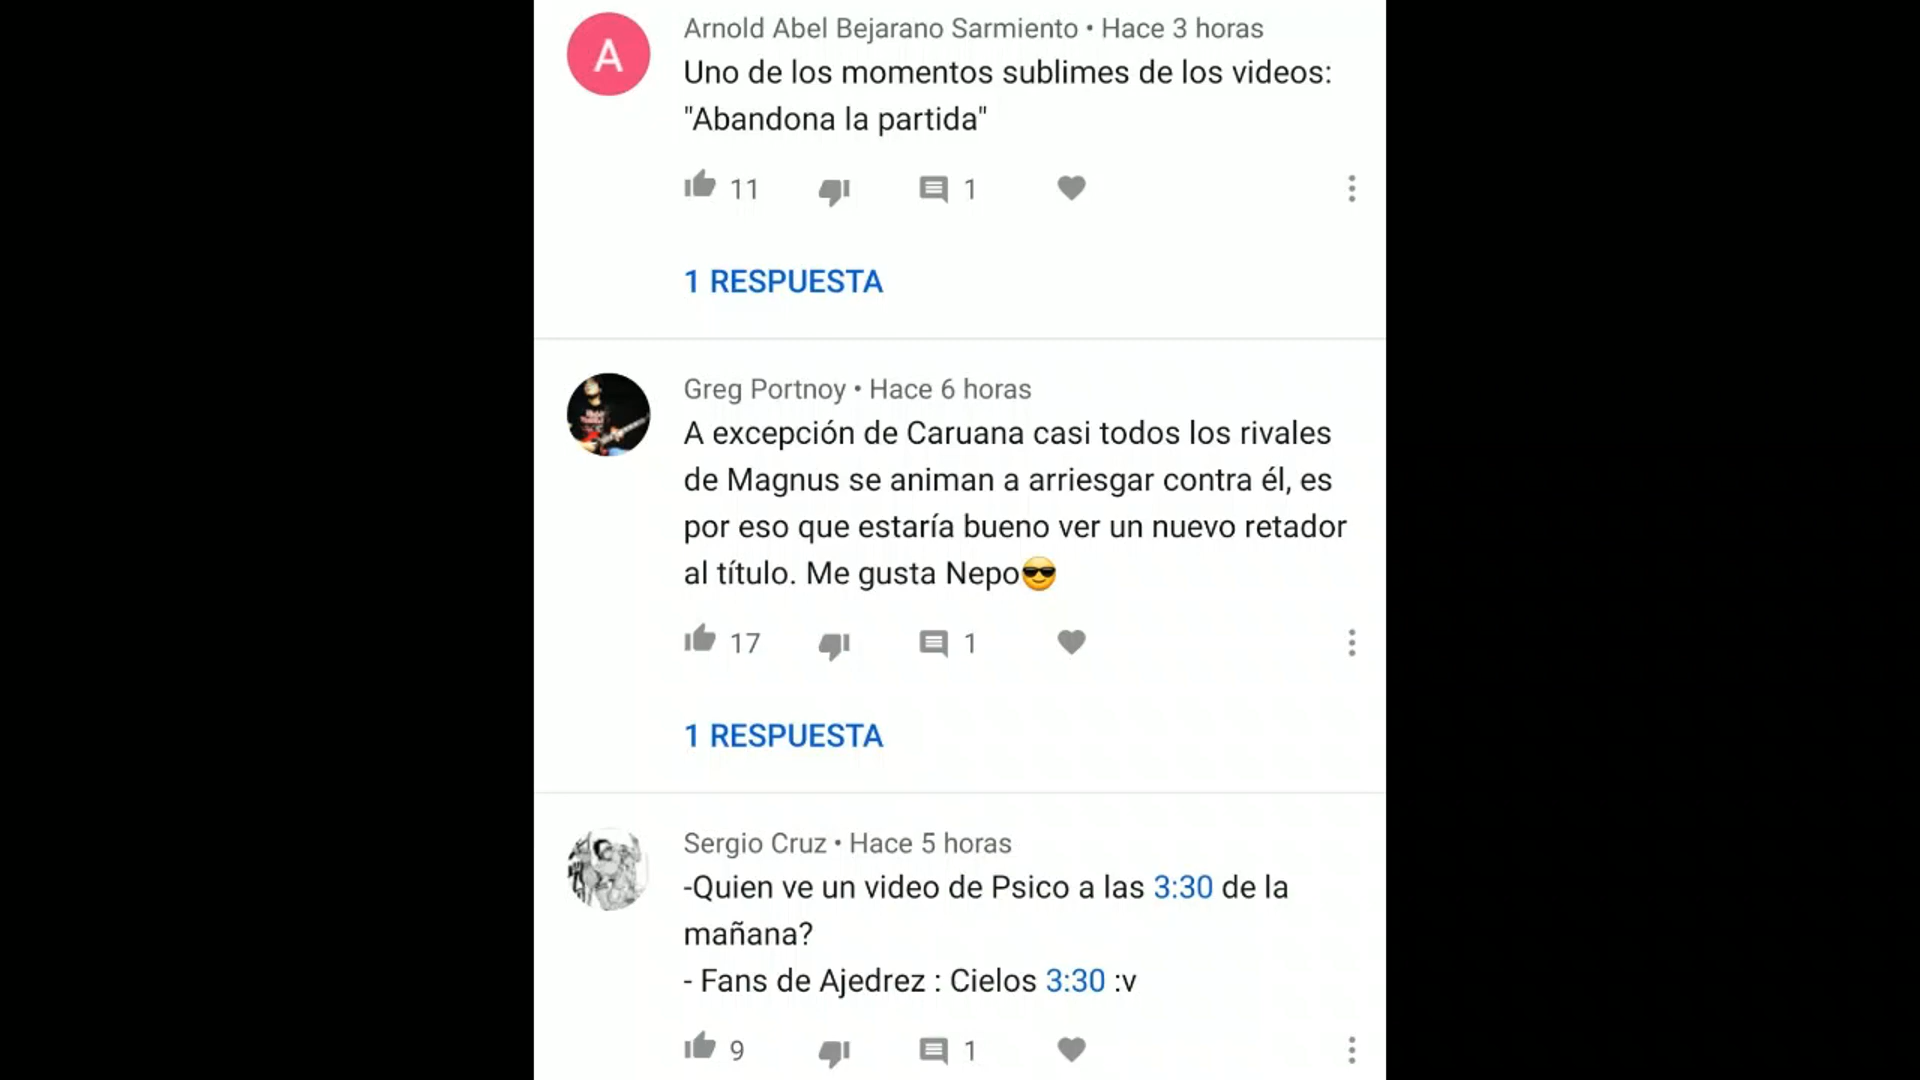 A
Arnold Abel Bejarano Sarmiento • Hace 3 horas
Uno de los momentos sublimes de los videos:
"Abandona la partida"
11 1
1 RESPUESTA
Greg Portnoy • Hace 6 horas
A excepción de Caruana casi todos los rivales
de Magnus se animan a arriesgar contra él, es
por eso que estaría bueno ver un nuevo retador
al título. Me gusta Nepo😎
17 1
1 RESPUESTA
Sergio Cruz • Hace 5 horas
-Quien ve un video de Psico a las 3:30 de la
mañana?
- Fans de Ajedrez : Cielos 3:30 :v
9 1